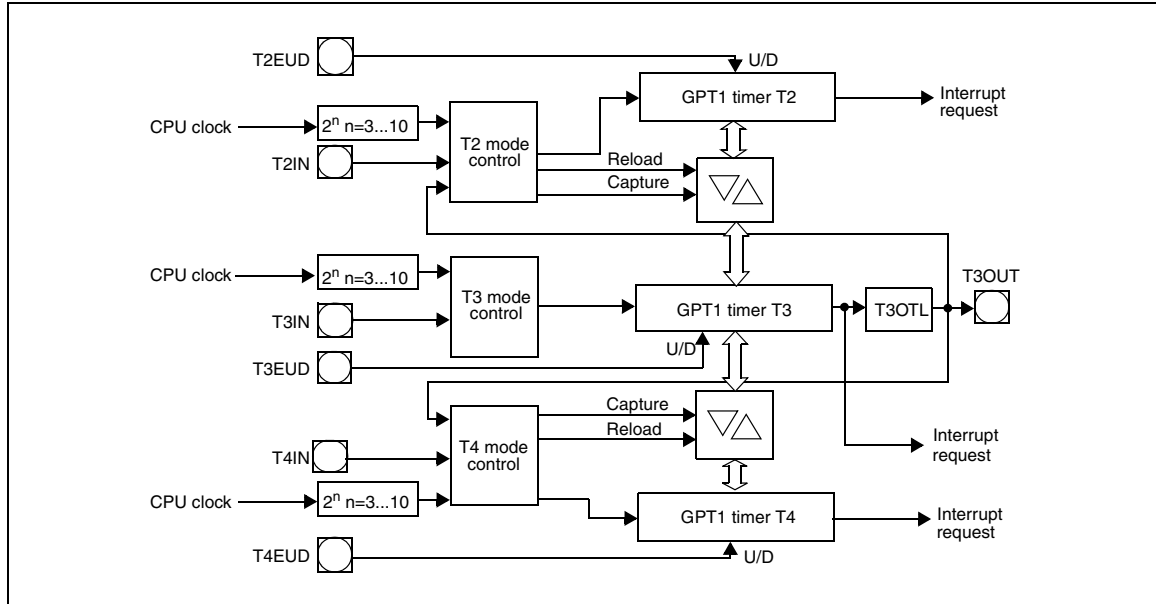 T2EUD
U/D
GPT1 timer T2
Interrupt
request
CPU clock
2ⁿ n=3...10
T2 mode
control
T2IN
Reload
Capture
CPU clock
2ⁿ n=3...10
T3 mode
control
T3IN
T3EUD
GPT1 timer T3
U/D
T3OTL
T3OUT
Capture
Reload
T4 mode
control
T4IN
Interrupt
request
CPU clock
2ⁿ n=3...10
GPT1 timer T4
Interrupt
request
T4EUD
U/D